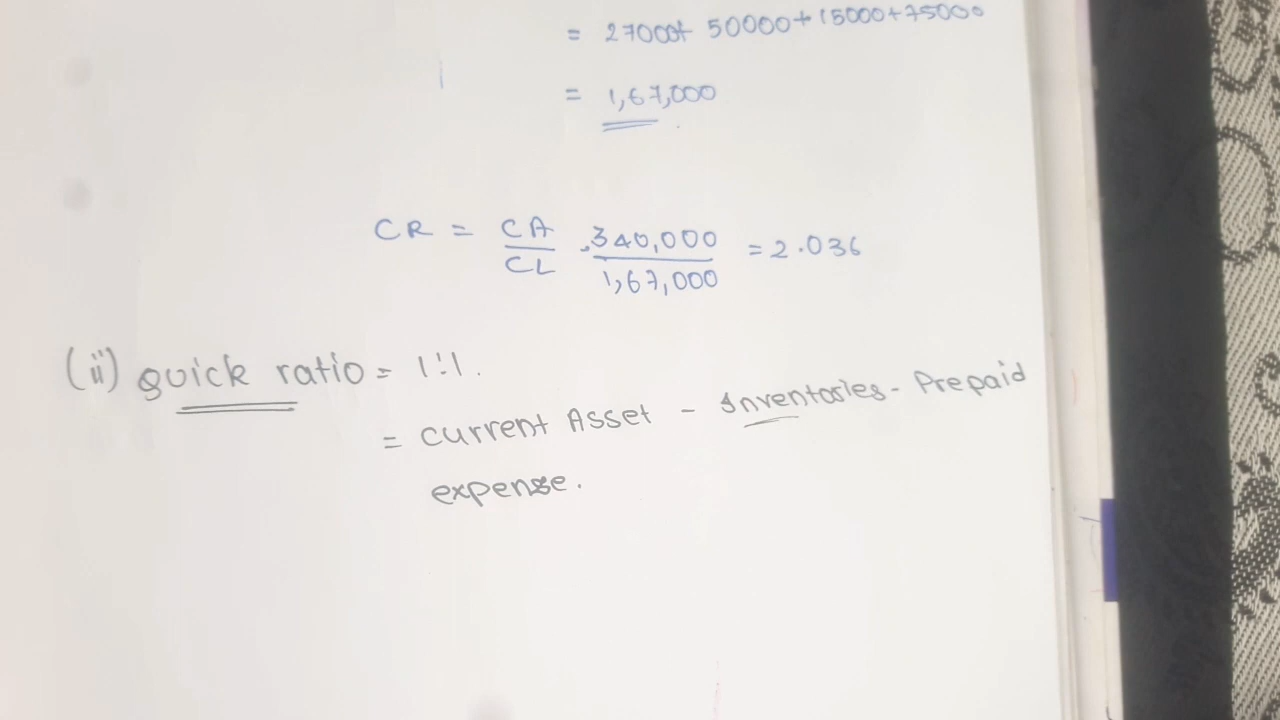 = 27000+ 50000+15000+75000
= 1,67,000
CR = CA/CL 340,000/1,67,000 = 2.036
(ii) quick ratio = 1:1.
= current Asset - Inventories - Prepaid
expense.